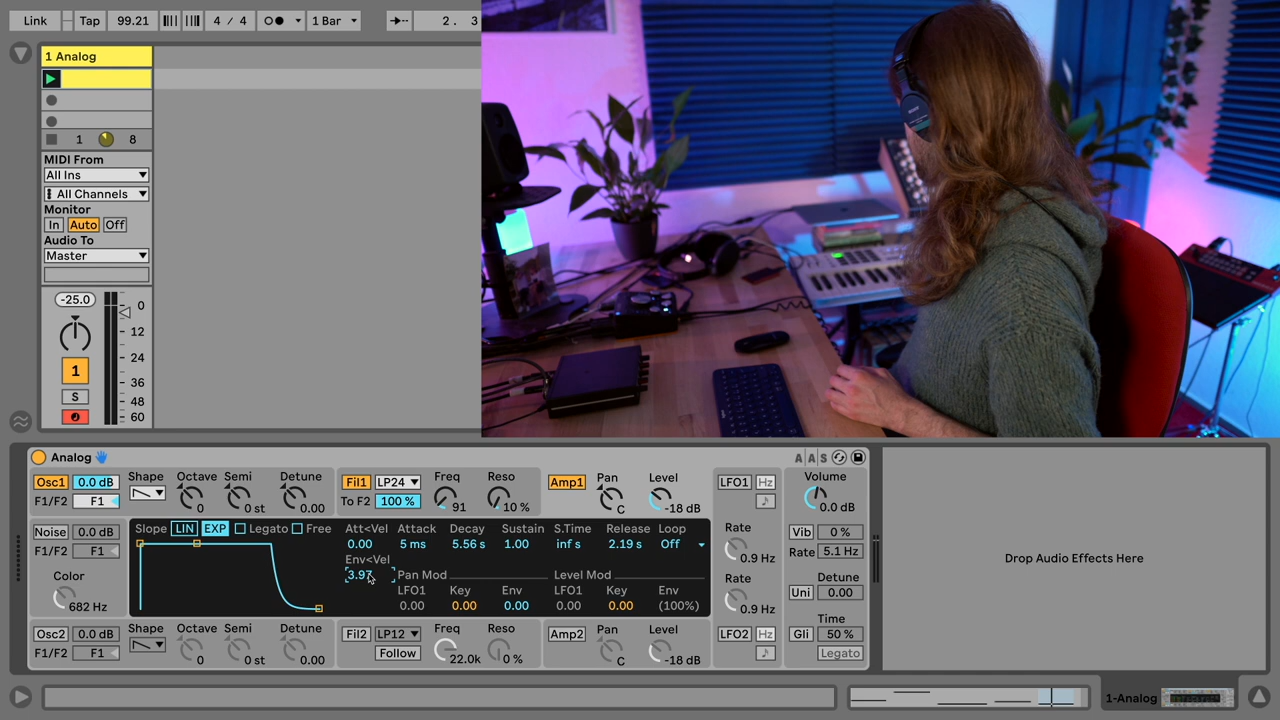 Link Tap 99.21 4 / 4 1 Bar 2. 3
1 Analog
1 8
MIDI From
All Ins
All Channels
Monitor
In Auto Off
Audio To
Master
-25.0
0
12
24
36
48
60
1
S
Analog
A A S
Osc1 0.0 dB Shape Octave Semi Detune Fil1 LP24 Freq Reso Amp1 Pan Level LFO1 Hz Volume
F1/F2 F1 0 0 st 0.00 To F2 100 % 91 10 % C -18 dB 0.0 dB
Noise 0.0 dB Slope LIN EXP Legato Free Att<Vel Attack Decay Sustain S.Time Release Loop Rate Vib 0 %
F1/F2 F1 0.00 5 ms 5.56 s 1.00 inf s 2.19 s Off 0.9 Hz Rate 5.1 Hz
Env<Vel
Color 3.97 Pan Mod Level Mod Rate Detune
LFO1 Key Env LFO1 Key Env Uni 0.00
682 Hz 0.00 0.00 0.00 0.00 0.00 (100%) 0.9 Hz
Time
Osc2 0.0 dB Shape Octave Semi Detune Fil2 LP12 Freq Reso Amp2 Pan Level LFO2 Hz Gli 50 %
F1/F2 F1 0 0 st 0.00 Follow 22.0k 0 % C -18 dB Legato
Drop Audio Effects Here
1-Analog